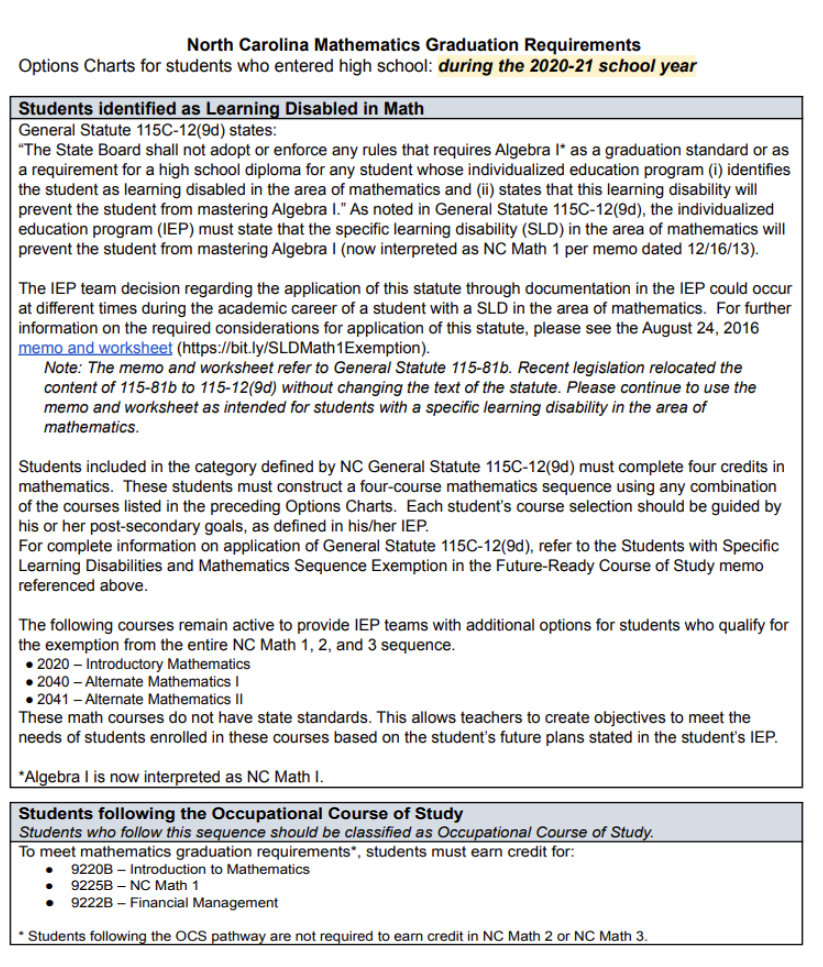 North Carolina Mathematics Graduation Requirements
Options Charts for students who entered high school: during the 2020-21 school year
Students identified as Learning Disabled in Math
General Statute 115C-12(9d) states:
“The State Board shall not adopt or enforce any rules that requires Algebra I* as a graduation standard or as
a requirement for a high school diploma for any student whose individualized education program (i) identifies
the student as learning disabled in the area of mathematics and (ii) states that this learning disability will
prevent the student from mastering Algebra I.” As noted in General Statute 115C-12(9d), the individualized
education program (IEP) must state that the specific learning disability (SLD) in the area of mathematics will
prevent the student from mastering Algebra I (now interpreted as NC Math 1 per memo dated 12/16/13).
The IEP team decision regarding the application of this statute through documentation in the IEP could occur
at different times during the academic career of a student with a SLD in the area of mathematics. For further
information on the required considerations for application of this statute, please see the August 24, 2016
memo and worksheet (https://bit.ly/SLDMath1Exemption).
Note: The memo and worksheet refer to General Statute 115-81b. Recent legislation relocated the
content of 115-81b to 115-12(9d) without changing the text of the statute. Please continue to use the
memo and worksheet as intended for students with a specific learning disability in the area of
mathematics.
Students included in the category defined by NC General Statute 115C-12(9d) must complete four credits in
mathematics. These students must construct a four-course mathematics sequence using any combination
of the courses listed in the preceding Options Charts. Each student’s course selection should be guided by
his or her post-secondary goals, as defined in his/her IEP.
For complete information on application of General Statute 115C-12(9d), refer to the Students with Specific
Learning Disabilities and Mathematics Sequence Exemption in the Future-Ready Course of Study memo
referenced above.
The following courses remain active to provide IEP teams with additional options for students who qualify for
the exemption from the entire NC Math 1, 2, and 3 sequence.
● 2020 – Introductory Mathematics
● 2040 – Alternate Mathematics I
● 2041 – Alternate Mathematics II
These math courses do not have state standards. This allows teachers to create objectives to meet the
needs of students enrolled in these courses based on the student’s future plans stated in the student’s IEP.
*Algebra I is now interpreted as NC Math I.
Students following the Occupational Course of Study
Students who follow this sequence should be classified as Occupational Course of Study.
To meet mathematics graduation requirements*, students must earn credit for:
● 9220B – Introduction to Mathematics
● 9225B – NC Math 1
● 9222B – Financial Management
* Students following the OCS pathway are not required to earn credit in NC Math 2 or NC Math 3.